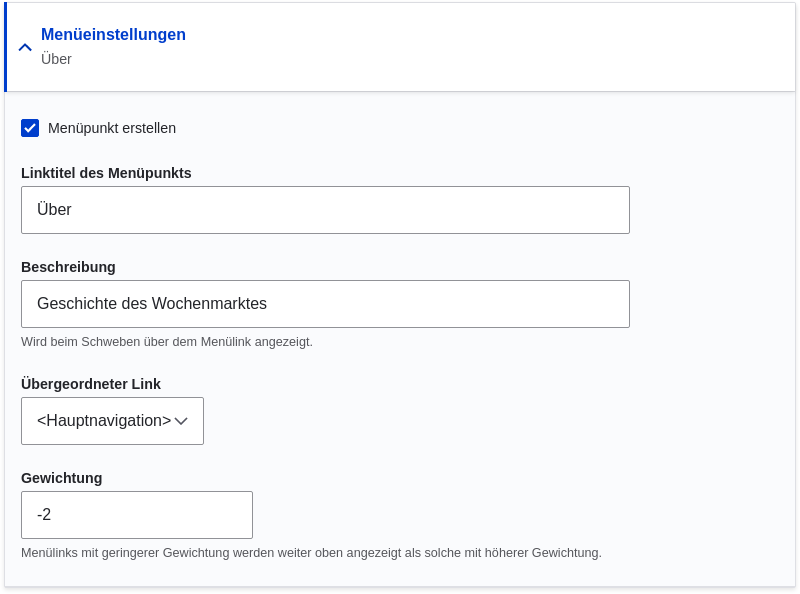 Menüeinstellungen
Über
Menüpunkt erstellen
Linktitel des Menüpunkts
Über
Beschreibung
Geschichte des Wochenmarktes
Wird beim Schweben über dem Menülink angezeigt.
Übergeordneter Link
<Hauptnavigation>
Gewichtung
-2
Menülinks mit geringerer Gewichtung werden weiter oben angezeigt als solche mit höherer Gewichtung.